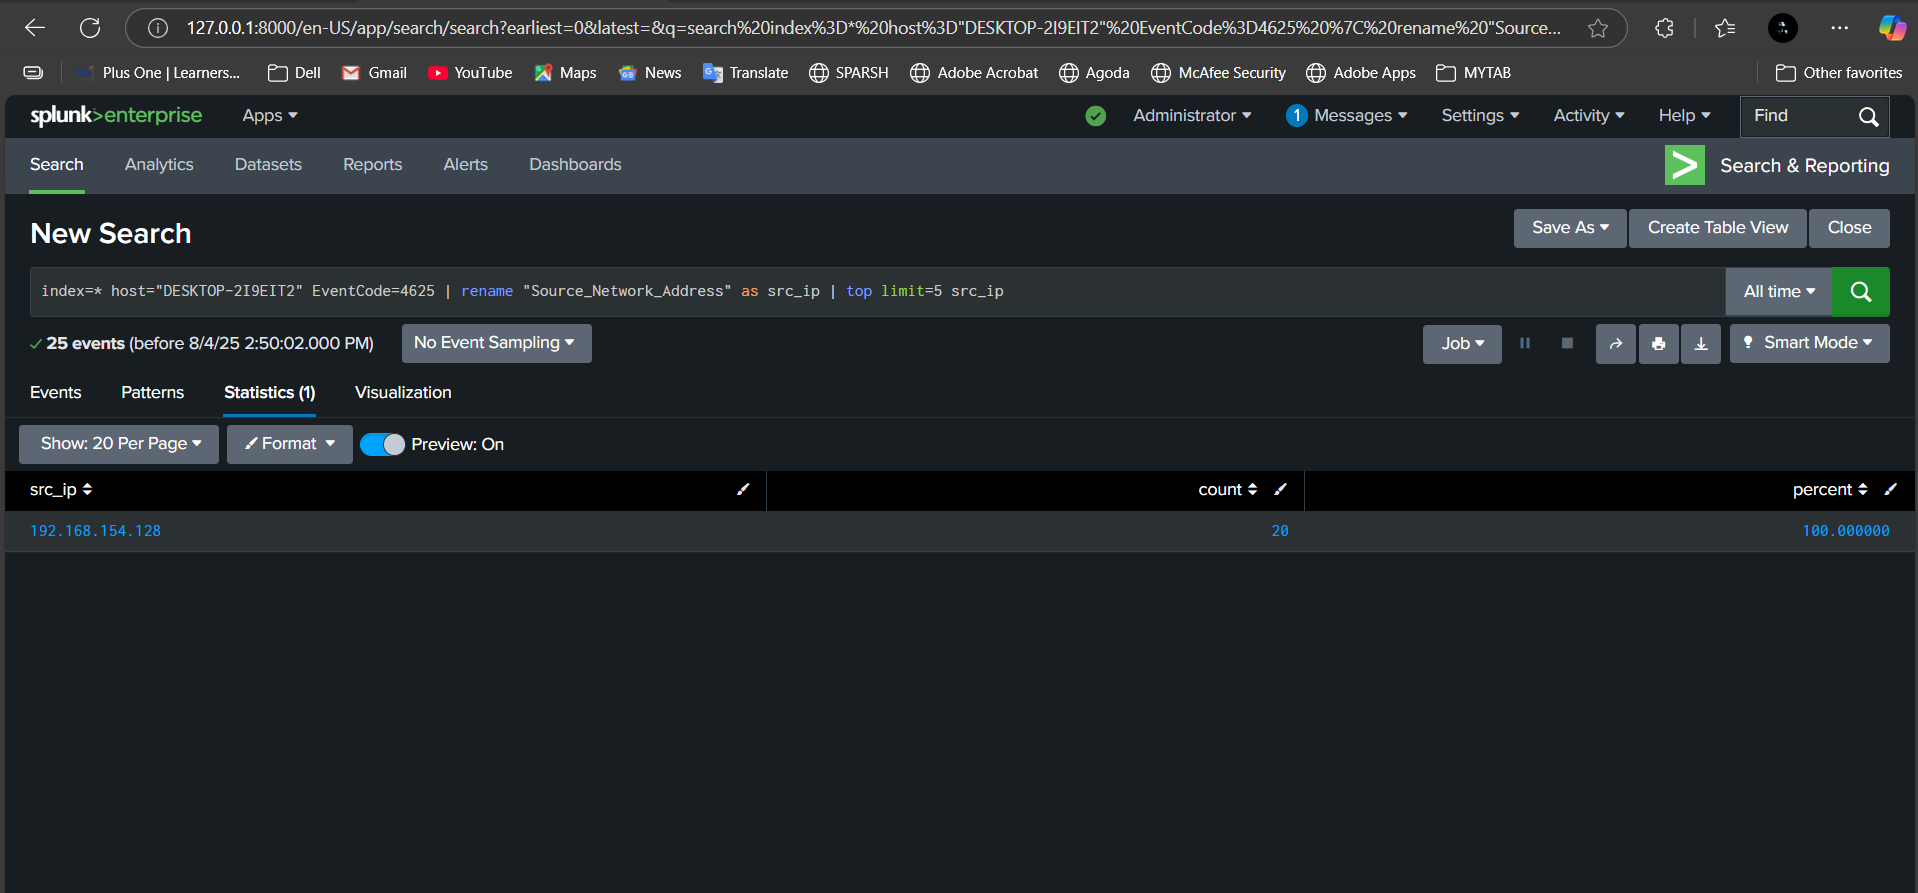 127.0.0.1:8000/en-US/app/search/search?earliest=0&latest=&q=search%20index%3D*%20host%3D"DESKTOP-2I9EIT2"%20EventCode%3D4625%20%7C%20rename%20"Source...
Plus One | Learners... Dell Gmail YouTube Maps News Translate SPARSH Adobe Acrobat Agoda McAfee Security Adobe Apps MYTAB Other favorites
splunk>enterprise Apps Administrator 1 Messages Settings Activity Help Find
Search Analytics Datasets Reports Alerts Dashboards > Search & Reporting
New Search Save As Create Table View Close
index=* host="DESKTOP-2I9EIT2" EventCode=4625 | rename "Source_Network_Address" as src_ip | top limit=5 src_ip All time
25 events (before 8/4/25 2:50:02.000 PM) No Event Sampling Job Smart Mode
Events Patterns Statistics (1) Visualization
Show: 20 Per Page Format Preview: On
src_ip count percent
192.168.154.128 20 100.000000